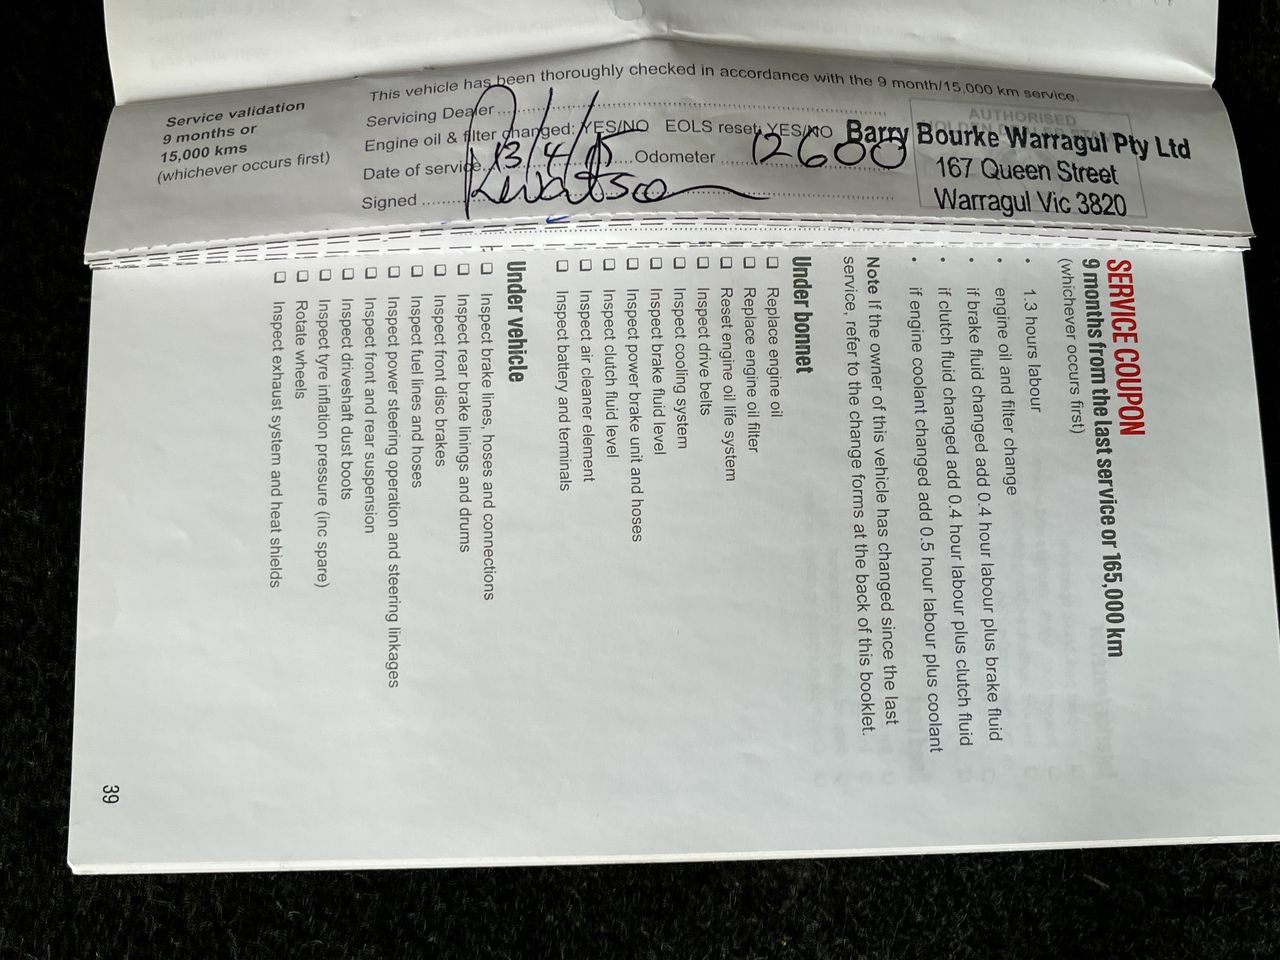 Service validation
9 months or
15,000 kms
(whichever occurs first)
This vehicle has been thoroughly checked in accordance with the 9 month/15,000 km service.
Servicing Dealer
Engine oil & filter changed: YES/NO EOLS reset: YES/NO
Date of service 13/4/15 Odometer 12600
Signed
AUTHORISED
Barry Bourke Warragul Pty Ltd
167 Queen Street
Warragul Vic 3820
SERVICE COUPON
9 months from the last service or 165,000 km
(whichever occurs first)
• 1.3 hours labour
• engine oil and filter change
• if brake fluid changed add 0.4 hour labour plus brake fluid
• if clutch fluid changed add 0.4 hour labour plus clutch fluid
• if engine coolant changed add 0.5 hour labour plus coolant
Note If the owner of this vehicle has changed since the last
service, refer to the change forms at the back of this booklet.
Under bonnet
❑ Replace engine oil
❑ Replace engine oil filter
❑ Reset engine oil life system
❑ Inspect drive belts
❑ Inspect cooling system
❑ Inspect brake fluid level
❑ Inspect power brake unit and hoses
❑ Inspect clutch fluid level
❑ Inspect air cleaner element
❑ Inspect battery and terminals
Under vehicle
❑ Inspect brake lines, hoses and connections
❑ Inspect rear brake linings and drums
❑ Inspect front disc brakes
❑ Inspect fuel lines and hoses
❑ Inspect power steering operation and steering linkages
❑ Inspect front and rear suspension
❑ Inspect driveshaft dust boots
❑ Inspect tyre inflation pressure (inc spare)
❑ Rotate wheels
❑ Inspect exhaust system and heat shields
39